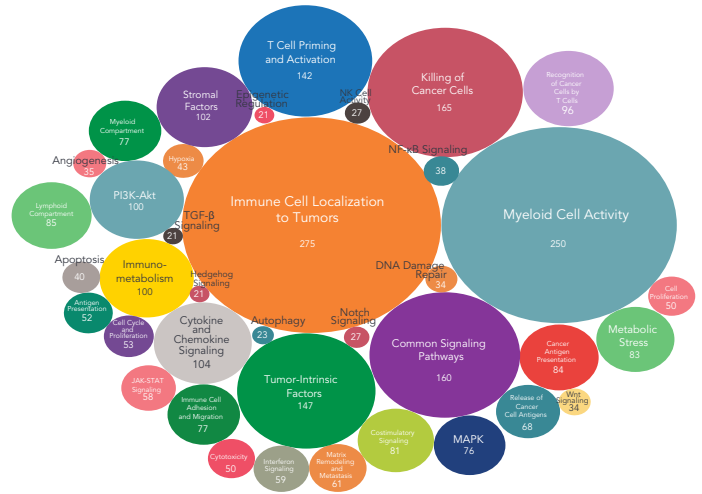 T Cell Priming
and Activation
142
Killing of
Cancer Cells
165
Recognition
of Cancer
Cells by
T Cells
96
Stromal
Factors
102
Epigenetic
Regulation
21
NK Cell
Activity
27
Myeloid
Compartment
77
Angiogenesis
35
Hypoxia
43
NF-κB Signaling
38
PI3K-Akt
100
Lymphoid
Compartment
85
Immune Cell Localization
to Tumors
275
Myeloid Cell Activity
250
TGF-β
Signaling
21
Apoptosis
40
Immuno-
metabolism
100
Hedgehog
Signaling
21
DNA Damage
Repair
34
Cell
Proliferation
50
Antigen
Presentation
52
Cell Cycle
and
Proliferation
53
Cytokine
and
Chemokine
Signaling
104
Autophagy
23
Notch
Signaling
27
Common Signaling
Pathways
160
Metabolic
Stress
83
Cancer
Antigen
Presentation
84
JAK-STAT
Signaling
58
Tumor-Intrinsic
Factors
147
Wnt
Signaling
34
Immune Cell
Adhesion
and Migration
77
Release of
Cancer
Cell Antigens
68
Costimulatory
Signaling
81
MAPK
76
Cytotoxicity
50
Interferon
Signaling
59
Matrix
Remodeling
and
Metastasis
61